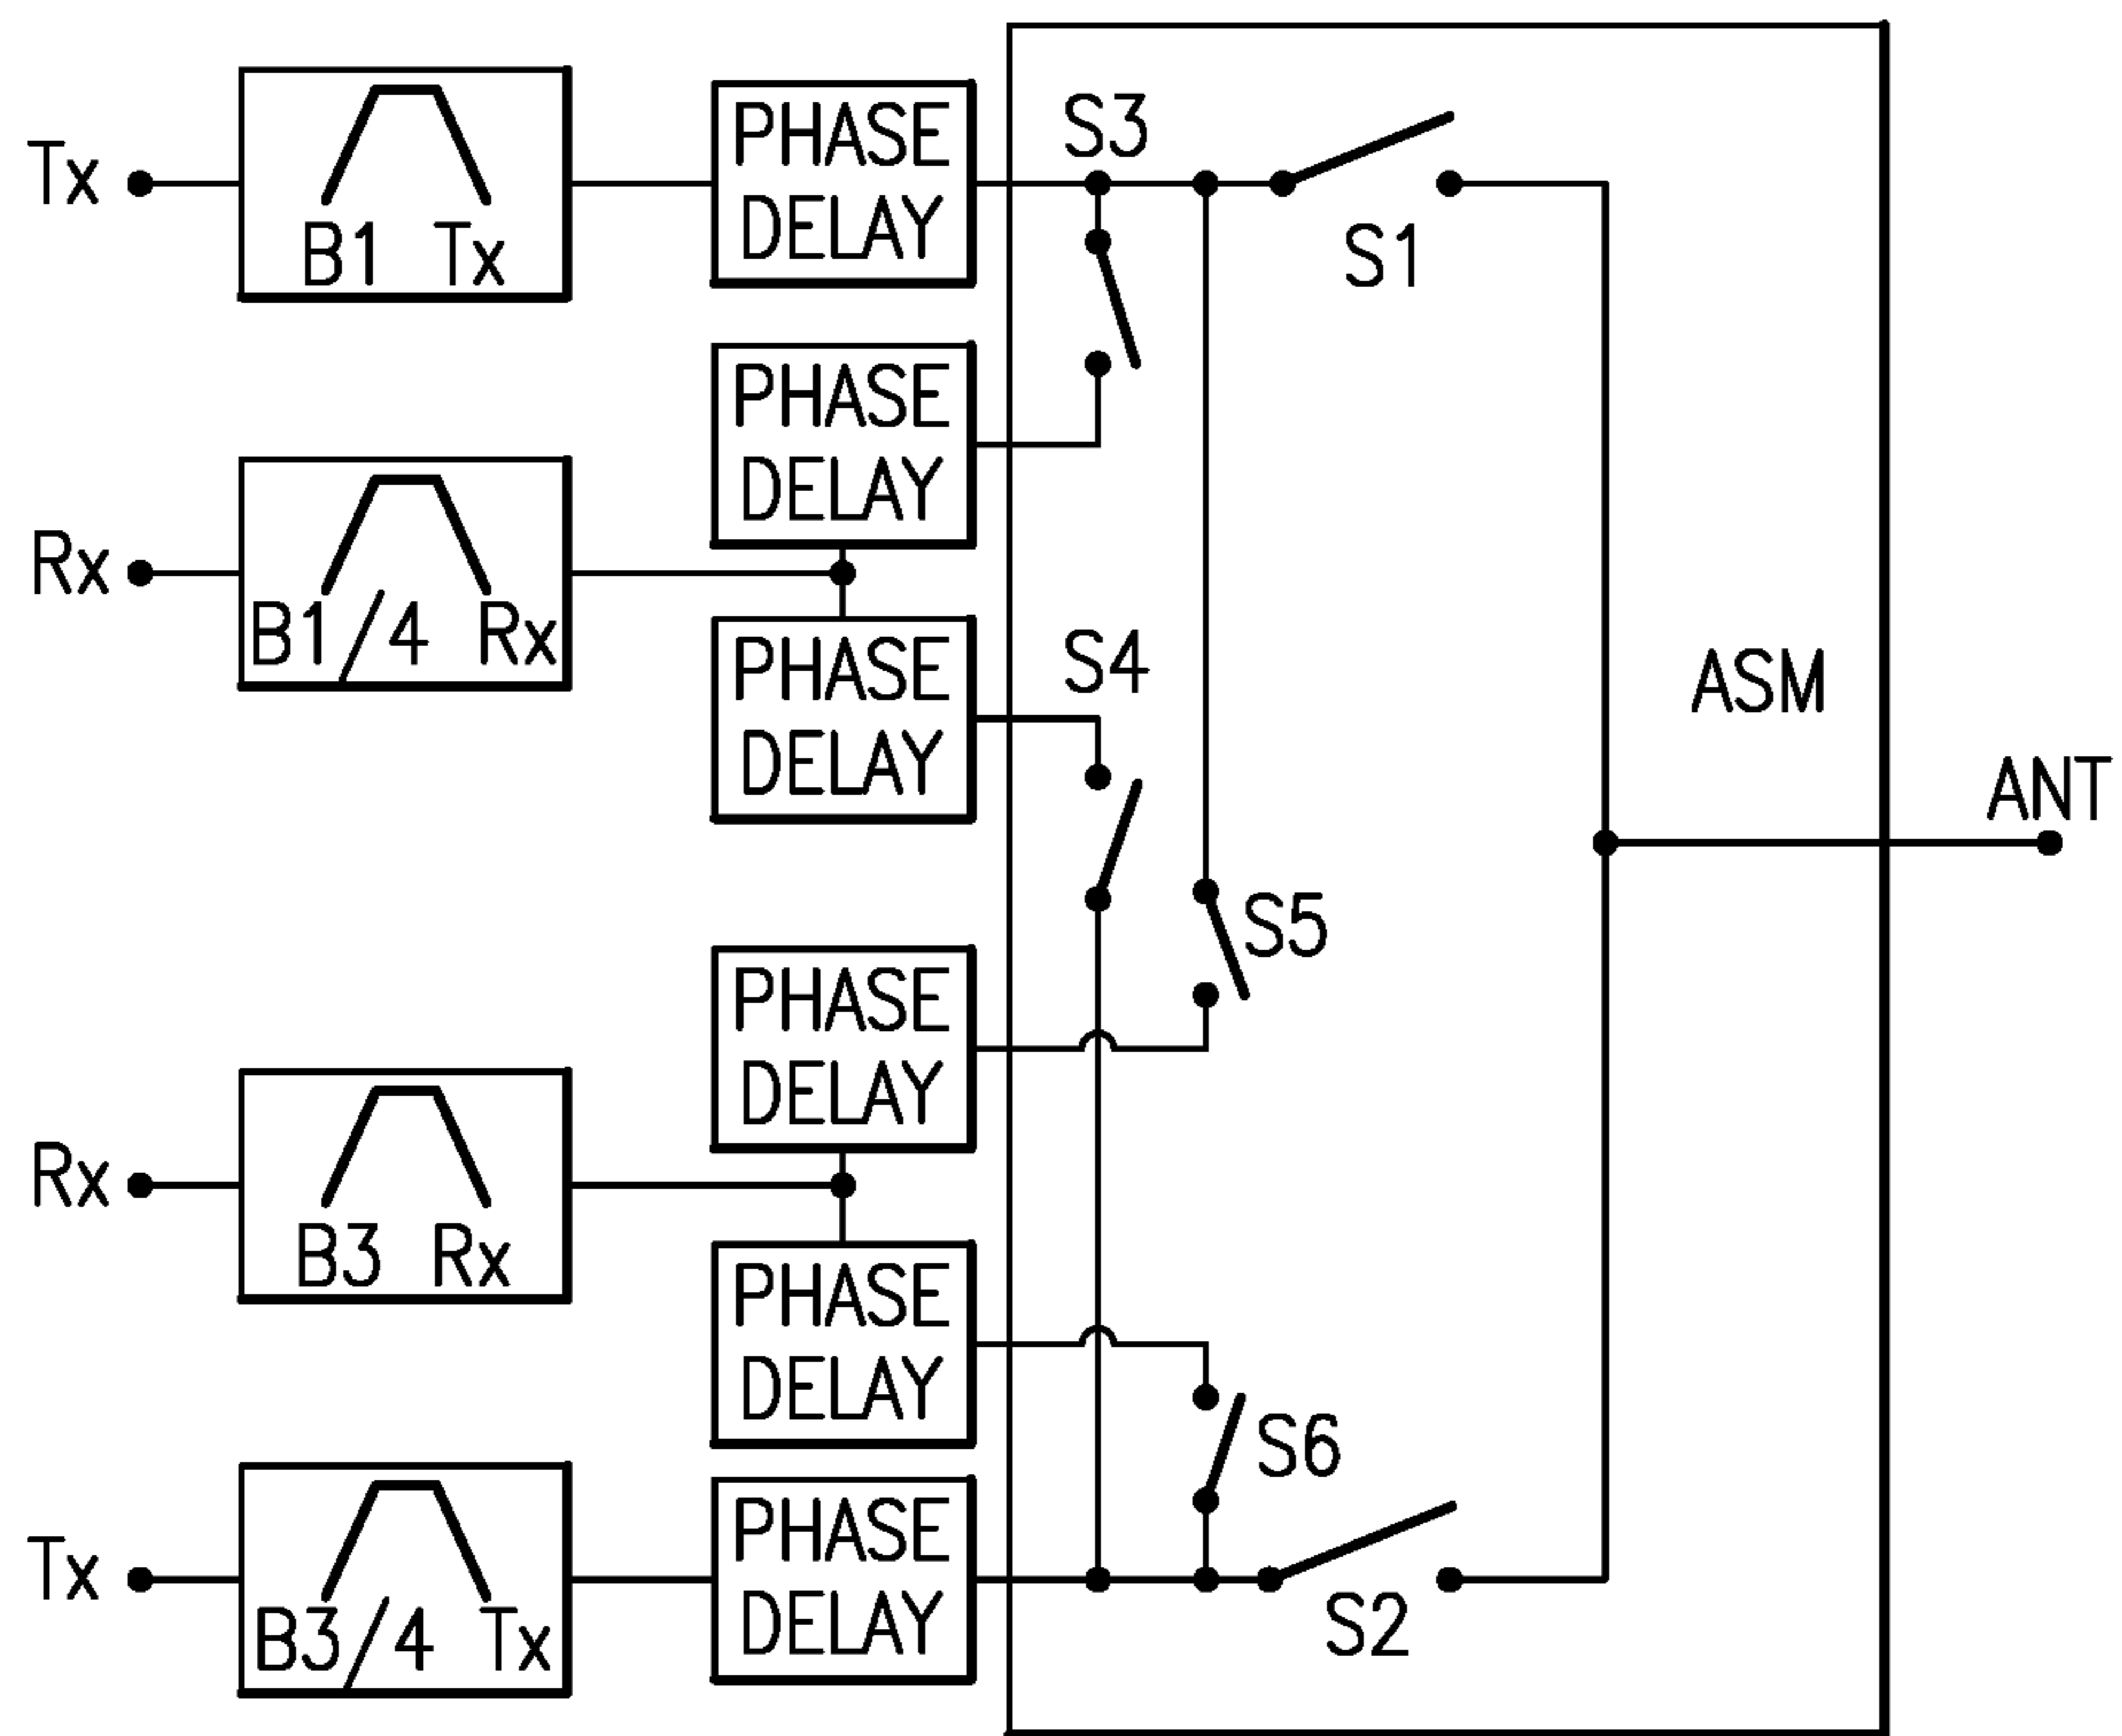 Tx
B1 Tx
PHASE
DELAY
S3
S1
PHASE
DELAY
Rx
B1/4 Rx
PHASE
DELAY
S4
ASM
ANT
S5
PHASE
DELAY
Rx
B3 Rx
PHASE
DELAY
S6
Tx
B3/4 Tx
PHASE
DELAY
S2